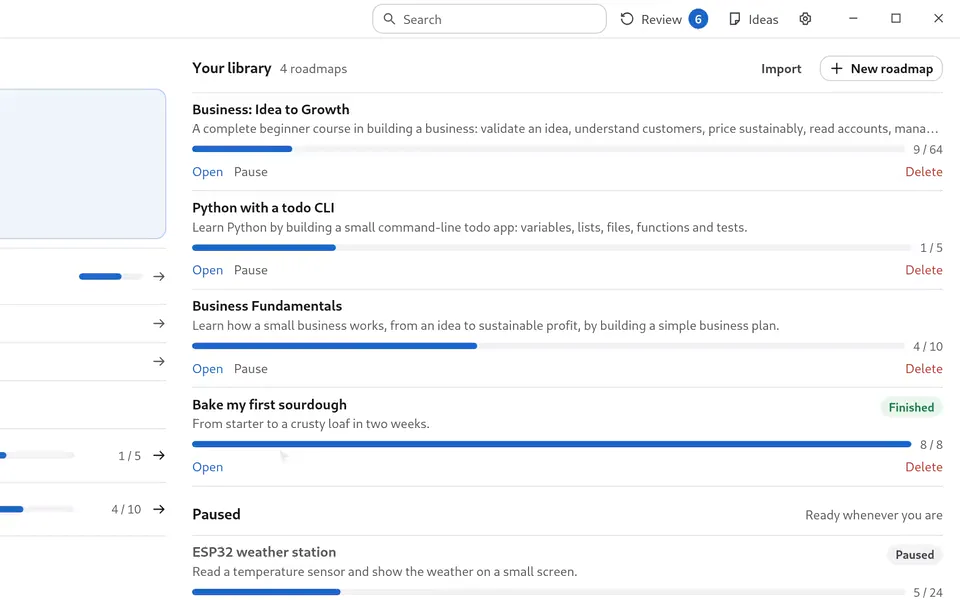 Search
Review 6
Ideas
Your library 4 roadmaps
Import
New roadmap
Business: Idea to Growth
A complete beginner course in building a business: validate an idea, understand customers, price sustainably, read accounts, mana…
9 / 64
Open Pause Delete
Python with a todo CLI
Learn Python by building a small command-line todo app: variables, lists, files, functions and tests.
1 / 5
Open Pause Delete
Business Fundamentals
Learn how a small business works, from an idea to sustainable profit, by building a simple business plan.
4 / 10
Open Pause Delete
Bake my first sourdough
Finished
From starter to a crusty loaf in two weeks.
8 / 8
Open Delete
1 / 5
4 / 10
Paused
Ready whenever you are
ESP32 weather station
Paused
Read a temperature sensor and show the weather on a small screen.
5 / 24